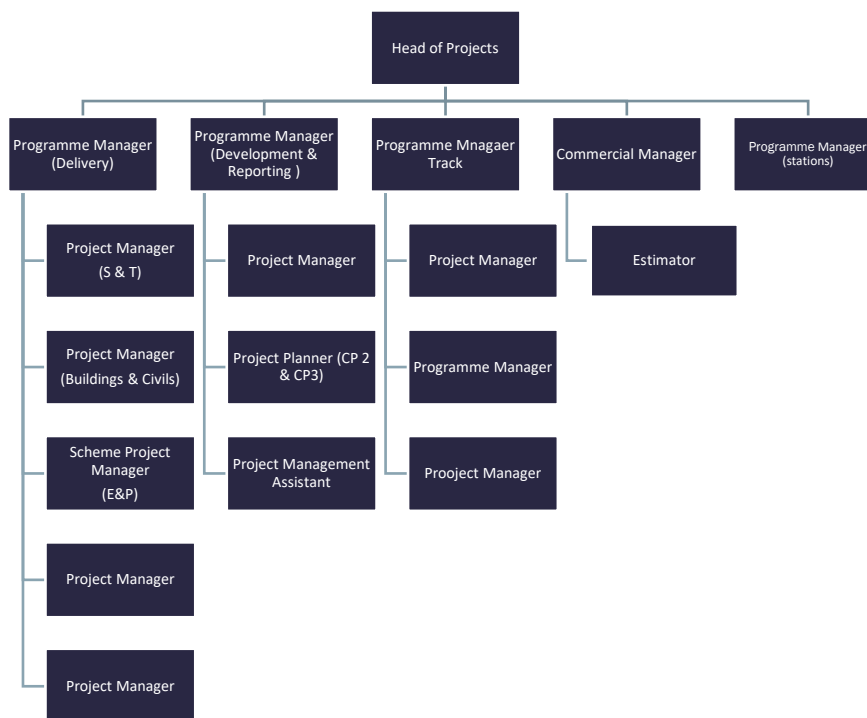 Head of Projects
Programme Manager
(Delivery)
Programme Manager
(Development &
Reporting )
Programme Mnagaer
Track
Commercial Manager
Programme Manager
(stations)
Project Manager
(S & T)
Project Manager
(Buildings & Civils)
Scheme Project
Manager
(E&P)
Project Manager
Project Manager
Project Manager
Project Planner (CP 2
& CP3)
Project Management
Assistant
Project Manager
Programme Manager
Prooject Manager
Estimator